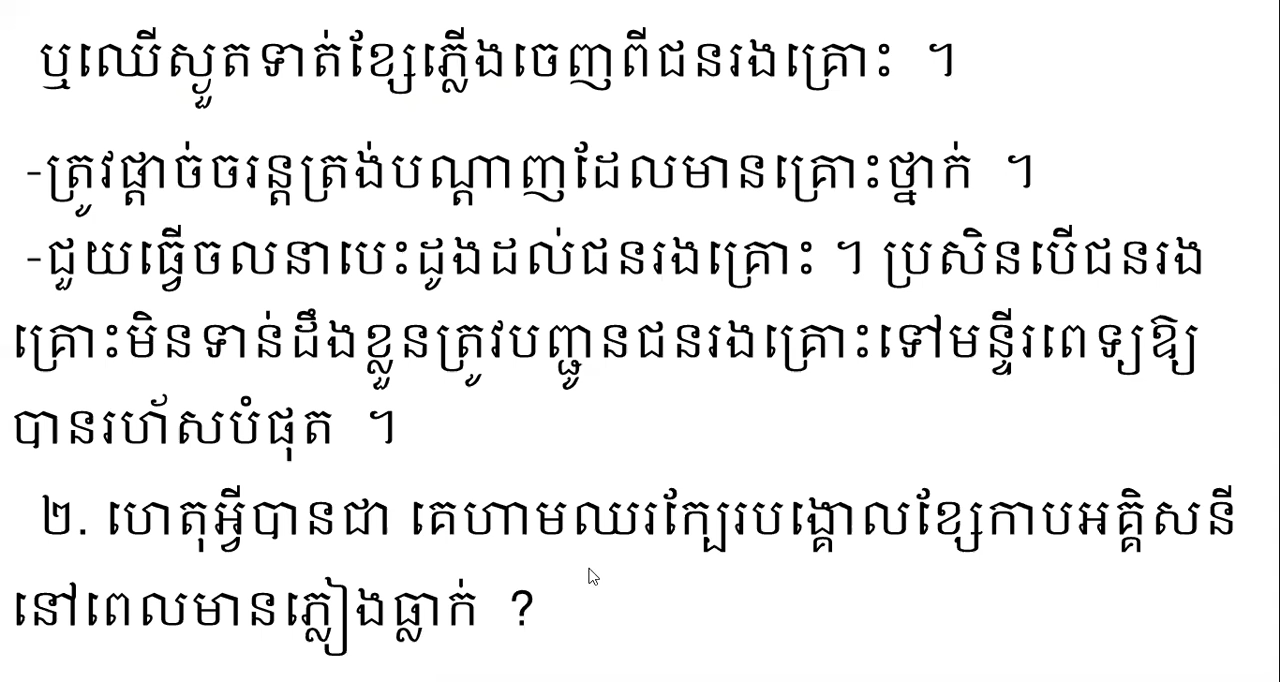 ឬឈើស្ងួតទាត់ខ្សែភ្លើងចេញពីជនរងគ្រោះ ។
-ត្រូវផ្តាច់ចរន្តត្រង់បណ្តាញដែលមានគ្រោះថ្នាក់ ។
-ជួយធ្វើចលនាបេះដូងដល់ជនរងគ្រោះ ។ ប្រសិនបើជនរង
គ្រោះមិនទាន់ដឹងខ្លួនត្រូវបញ្ជូនជនរងគ្រោះទៅមន្ទីរពេទ្យឱ្យ
បានរហ័សបំផុត ។
២. ហេតុអ្វីបានជា គេហាមឈរក្បែរបង្គោលខ្សែកាបអគ្គិសនី
នៅពេលមានភ្លៀងធ្លាក់ ?